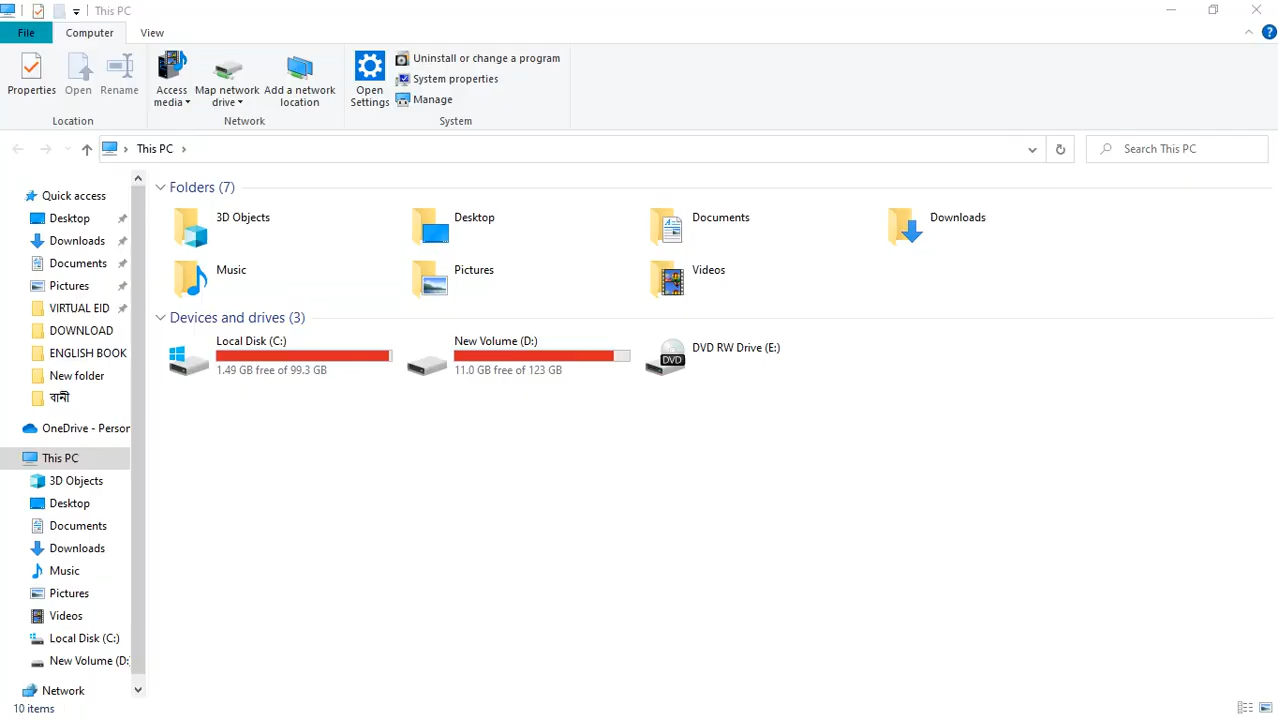 This PC
File
Computer
View
Properties
Open
Rename
Access media
Map network drive
Add a network location
Open Settings
Uninstall or change a program
System properties
Manage
Location
Network
System
This PC
Search This PC
Quick access
Desktop
Downloads
Documents
Pictures
VIRTUAL EID
DOWNLOAD
ENGLISH BOOK
New folder
বানী
OneDrive - Person
This PC
3D Objects
Desktop
Documents
Downloads
Music
Pictures
Videos
Local Disk (C:)
New Volume (D:
Network
Folders (7)
3D Objects
Desktop
Documents
Downloads
Music
Pictures
Videos
Devices and drives (3)
Local Disk (C:)
1.49 GB free of 99.3 GB
New Volume (D:)
11.0 GB free of 123 GB
DVD RW Drive (E:)
DVD
10 items